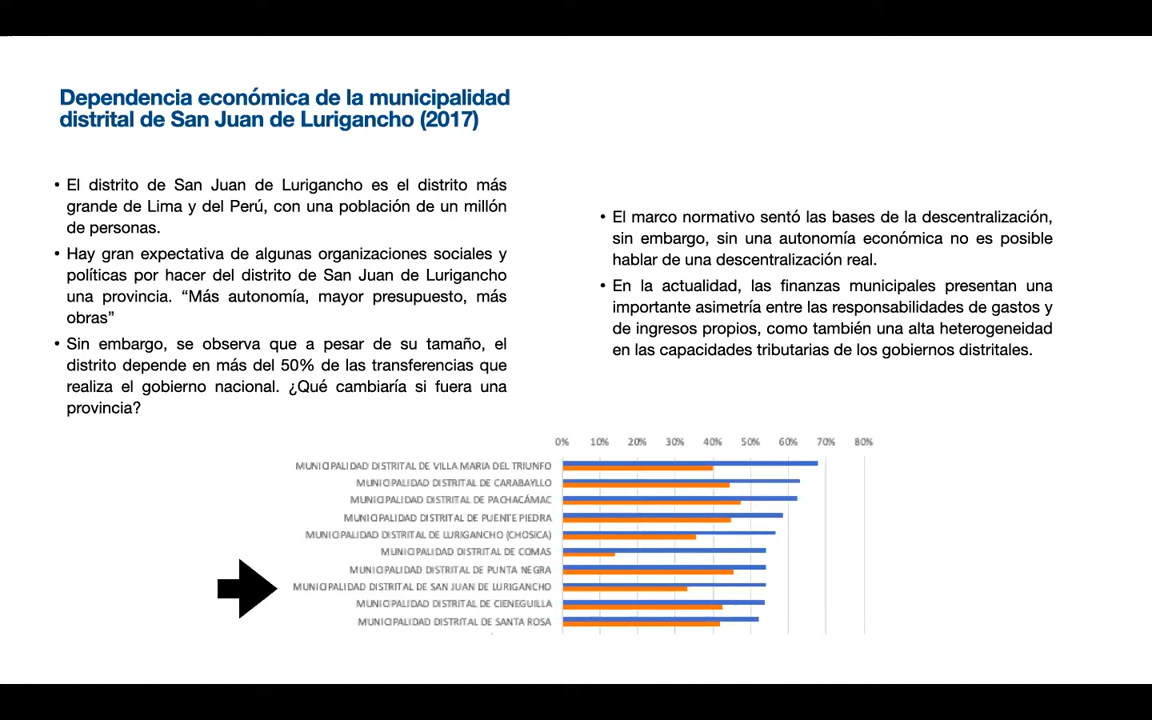 Dependencia económica de la municipalidad
distrital de San Juan de Lurigancho (2017)
• El distrito de San Juan de Lurigancho es el distrito más
grande de Lima y del Perú, con una población de un millón
de personas.
• Hay gran expectativa de algunas organizaciones sociales y
políticas por hacer del distrito de San Juan de Lurigancho
una provincia. “Más autonomía, mayor presupuesto, más
obras”
• Sin embargo, se observa que a pesar de su tamaño, el
distrito depende en más del 50% de las transferencias que
realiza el gobierno nacional. ¿Qué cambiaría si fuera una
provincia?
• El marco normativo sentó las bases de la descentralización,
sin embargo, sin una autonomía económica no es posible
hablar de una descentralización real.
• En la actualidad, las finanzas municipales presentan una
importante asimetría entre las responsabilidades de gastos y
de ingresos propios, como también una alta heterogeneidad
en las capacidades tributarias de los gobiernos distritales.
0% 10% 20% 30% 40% 50% 60% 70% 80%
MUNICIPALIDAD DISTRITAL DE VILLA MARIA DEL TRIUNFO
MUNICIPALIDAD DISTRITAL DE CARABAYLLO
MUNICIPALIDAD DISTRITAL DE PACHACÁMAC
MUNICIPALIDAD DISTRITAL DE PUENTE PIEDRA
MUNICIPALIDAD DISTRITAL DE LURIGANCHO (CHOSICA)
MUNICIPALIDAD DISTRITAL DE COMAS
MUNICIPALIDAD DISTRITAL DE PUNTA NEGRA
MUNICIPALIDAD DISTRITAL DE SAN JUAN DE LURIGANCHO
MUNICIPALIDAD DISTRITAL DE CIENEGUILLA
MUNICIPALIDAD DISTRITAL DE SANTA ROSA